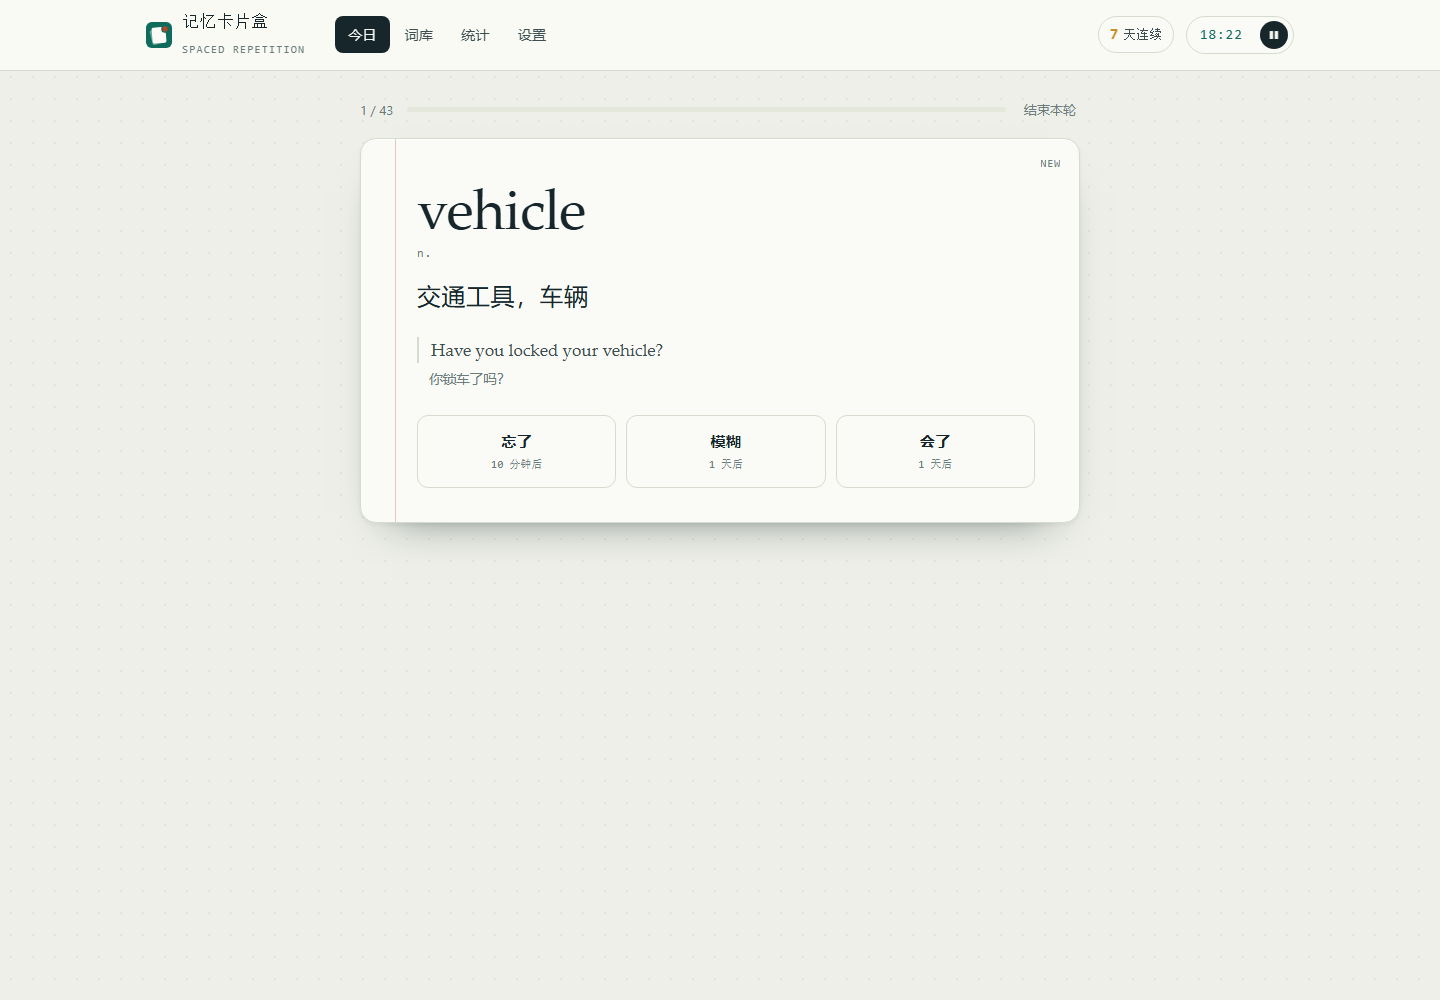 记忆卡片盒
SPACED REPETITION
今日 词库 统计 设置
7 天连续
18:22
1 / 43
结束本轮
NEW
vehicle
n.
交通工具，车辆
Have you locked your vehicle?
你锁车了吗?
忘了 模糊 会了
10 分钟后 1 天后 1 天后